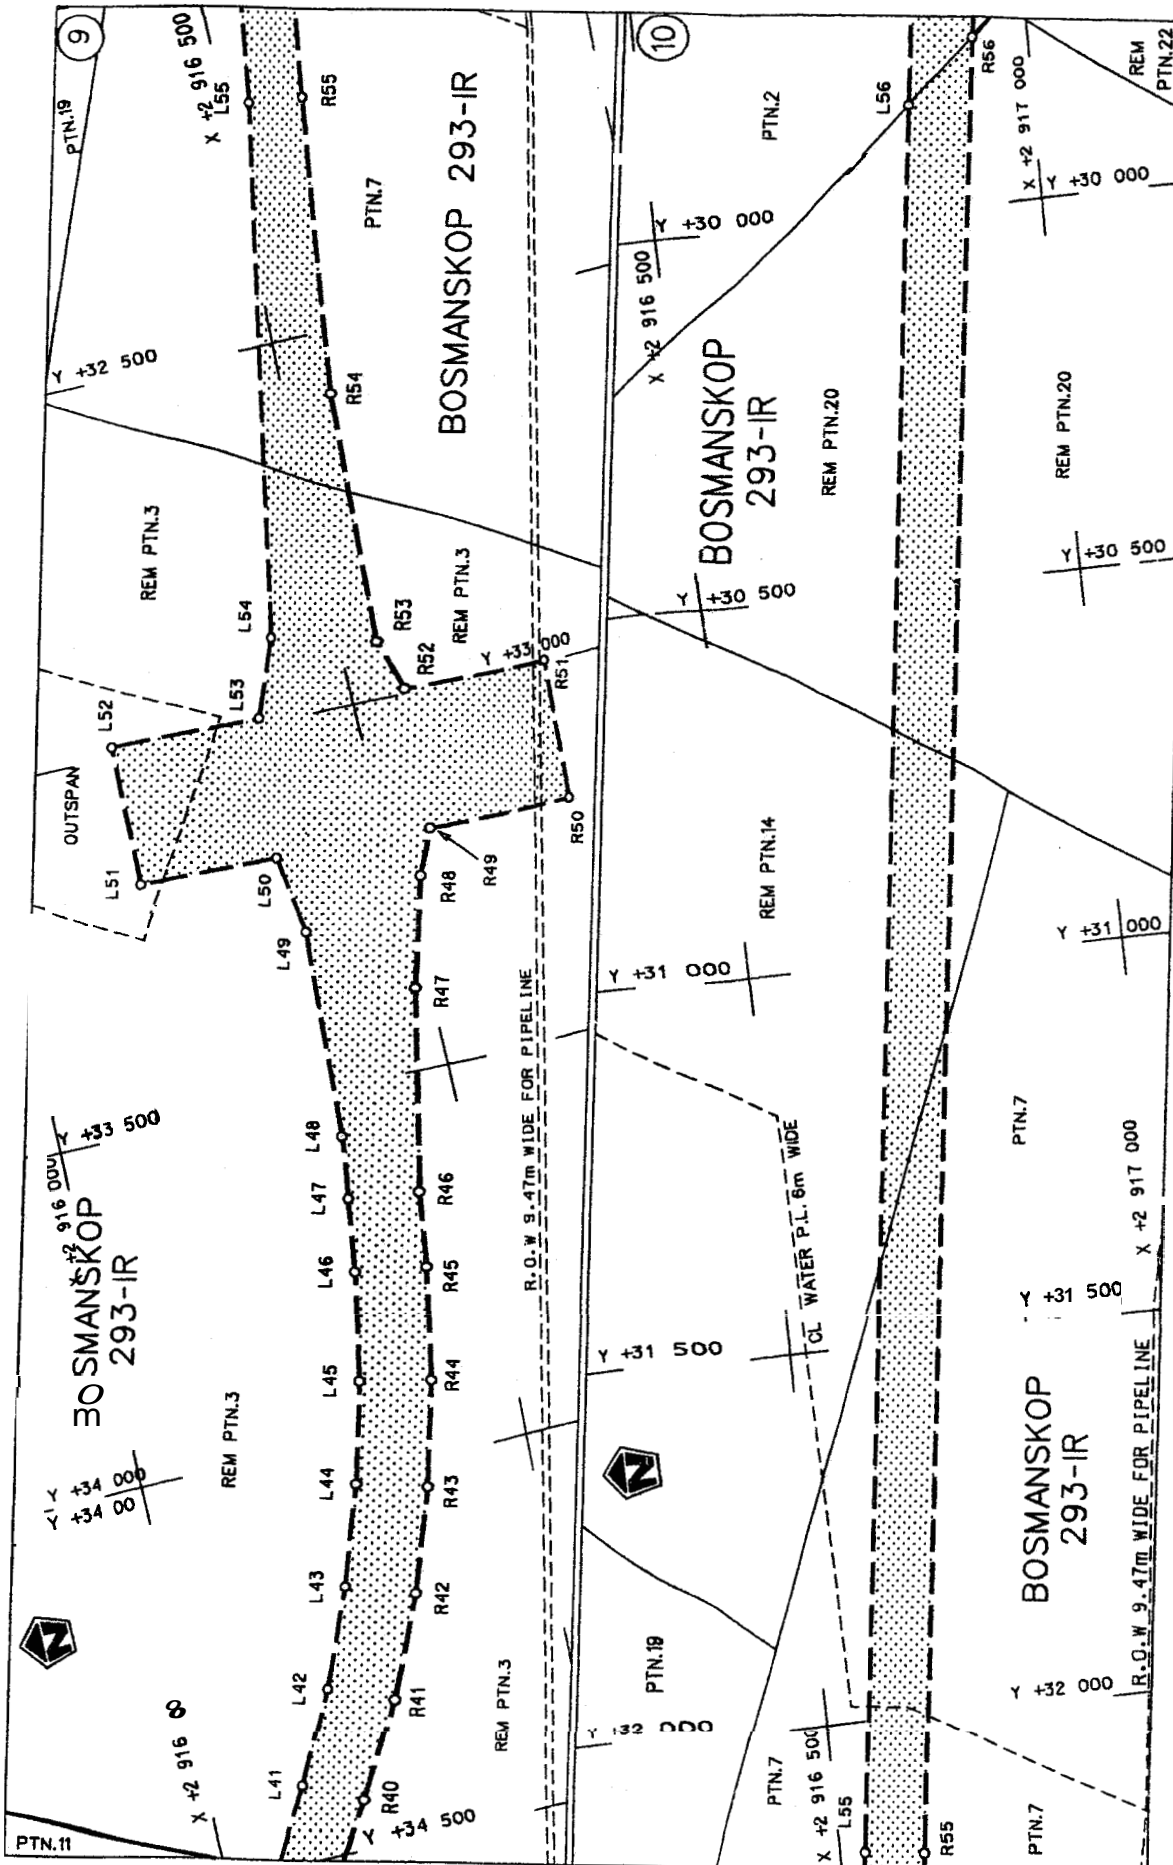 9
PTN.19
X +2 916 500
L55
R55
PTN.7
BOSMANSKOP 293-IR
Y +32 500
R54
REM PTN.3
L54
R53
REM PTN.3
R52
Y +33 000
R51
L53
L52
OUTSPAN
L51
L50
R50
R49
R48
L49
R47
R.O.W 9.47m WIDE FOR PIPELINE
Y +33 500
X +2 916 000
L48
L47
R46
BOSMANSKOP
293-IR
L46
R45
L45
R44
REM PTN.3
Y +34 000
Y +34 00
L44
R43
L43
R42
N
L42
R41
REM PTN.3
X +2 916 8
L41
R40
Y +34 500
PTN.11
10
L56
R56
PTN.2
REM
PTN.22
X +2 917 000
Y +30 000
Y +30 000
X +2 916 500
BOSMANSKOP
293-IR
REM PTN.20
REM PTN.20
Y +30 500
Y +30 500
REM PTN.14
Y +31 000
Y +31 000
PTN.7
CL WATER P.L. 6m WIDE
X +2 917 000
Y +31 500
Y +31 500
N
BOSMANSKOP
293-IR
R.O.W 9.47m WIDE FOR PIPELINE
PTN.19
Y +32 000
Y +32 000
PTN.7
X +2 916 500
L55
R55
PTN.7